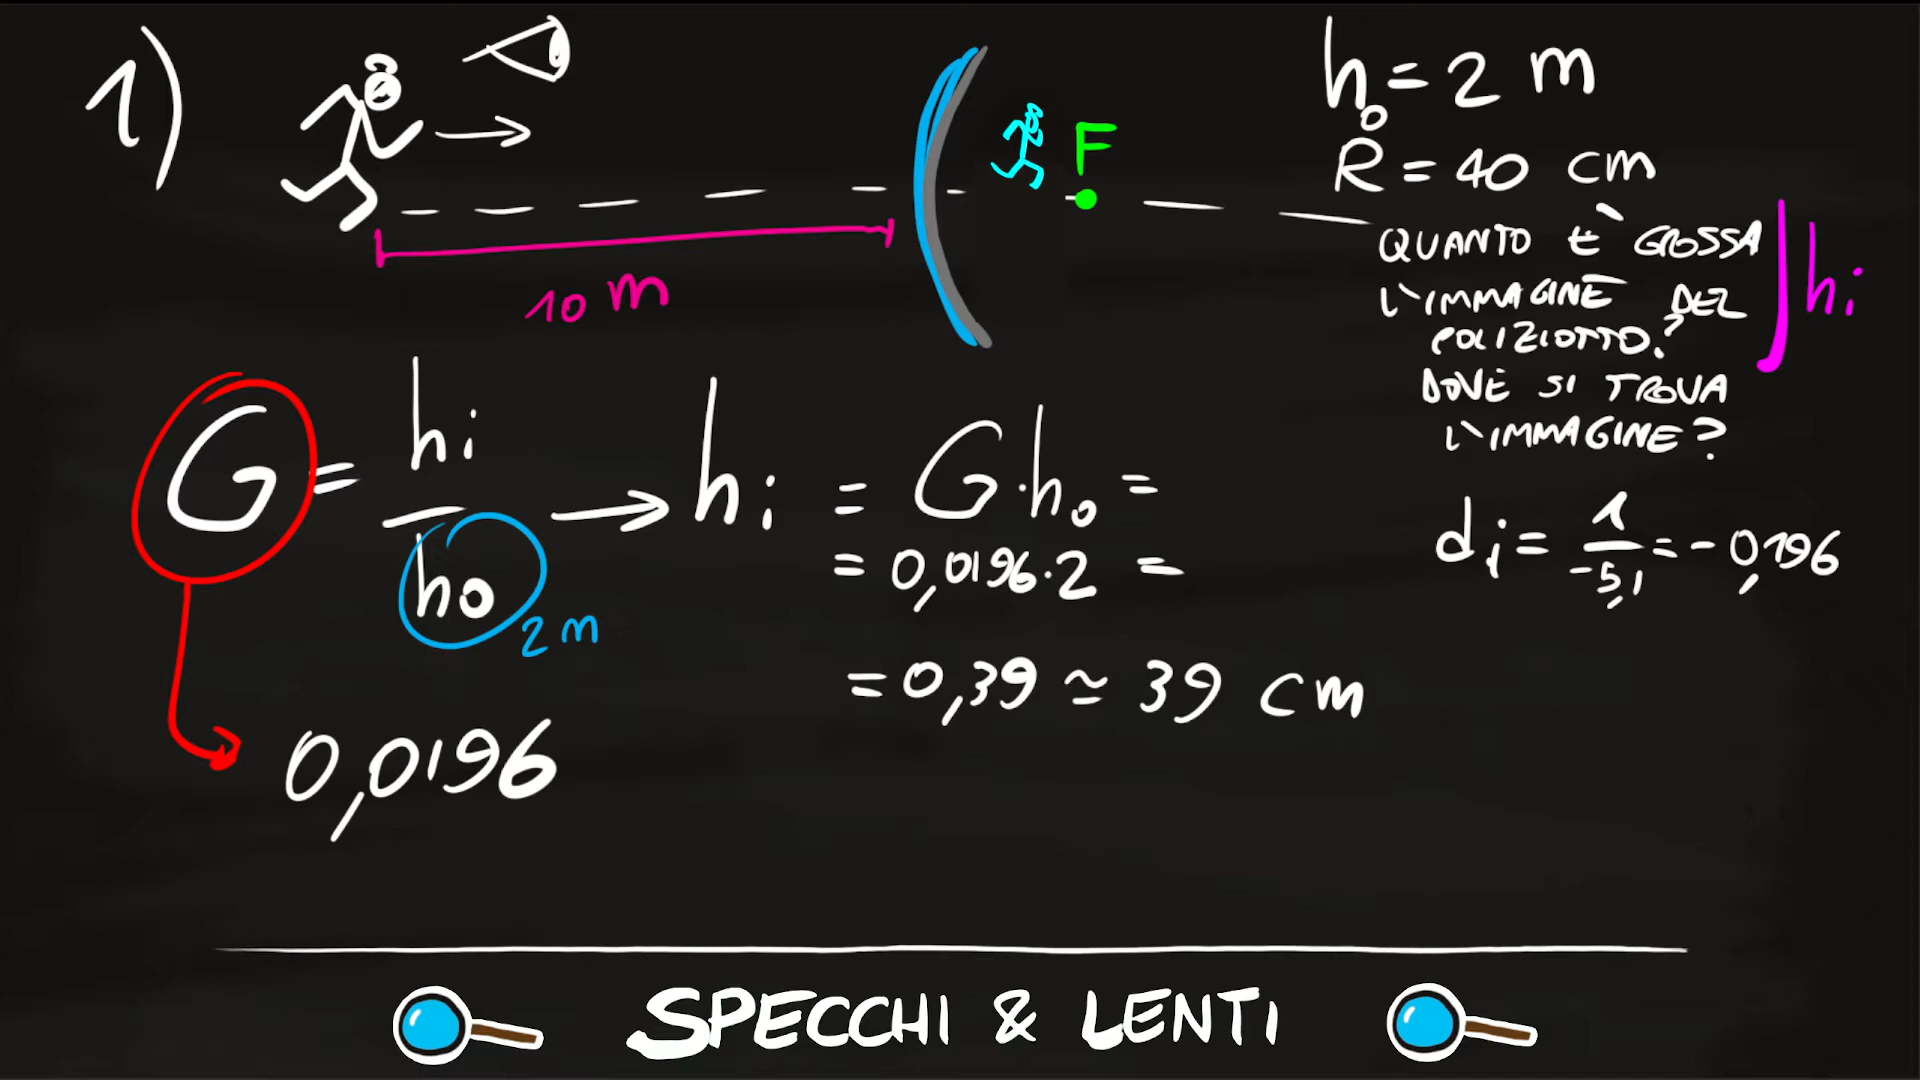 1)
F
10 m
h₀ = 2 m
R = 40 cm
QUANTO È GROSSA
L'IMMAGINE DEL
POLIZIOTTO?
hi
DOVE SI TROVA
L'IMMAGINE?
G = hi / ho → hi = G·h₀ =
2 m
= 0,0196·2 =
= 0,39 ≃ 39 cm
di = 1 / -5,1 = -0,196
0,0196
SPECCHI & LENTI